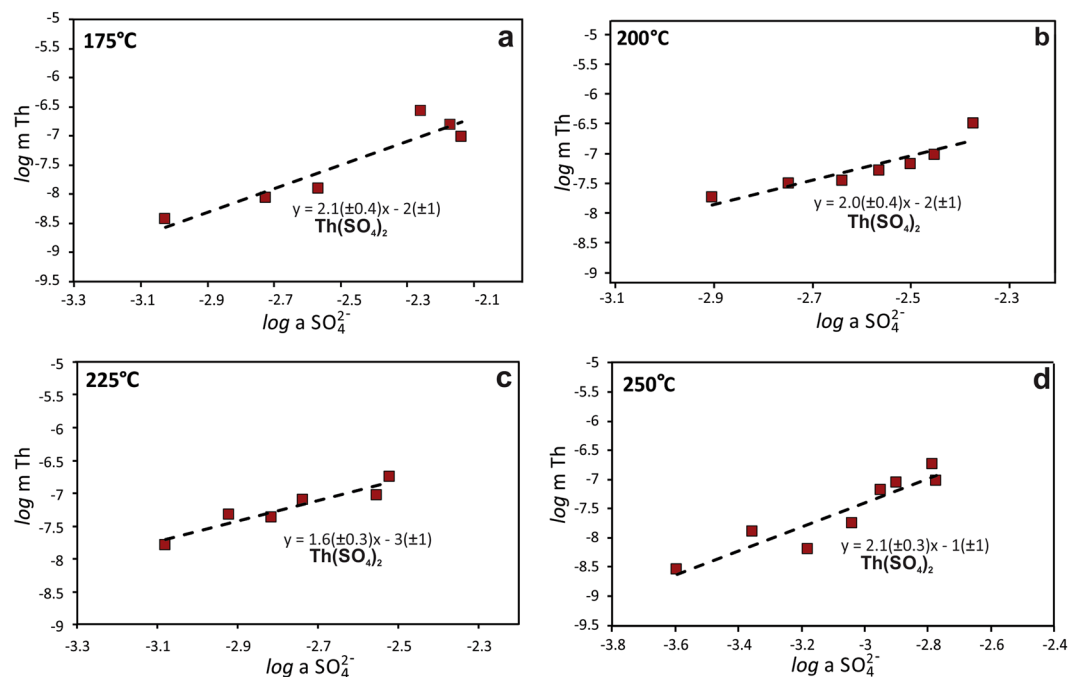 175°C
a
-5
-5.5
-6
-6.5
-7
-7.5
-8
-8.5
-9
-9.5
log m Th
y = 2.1(±0.4)x - 2(±1)
Th(SO₄)₂
-3.3
-3.1
-2.9
-2.7
-2.5
-2.3
-2.1
log a SO₄²⁻
200°C
b
-5
-5.5
-6
-6.5
-7
-7.5
-8
-8.5
-9
log m Th
y = 2.0(±0.4)x - 2(±1)
Th(SO₄)₂
-3.1
-2.9
-2.7
-2.5
-2.3
log a SO₄²⁻
225°C
c
-5
-5.5
-6
-6.5
-7
-7.5
-8
-8.5
-9
log m Th
y = 1.6(±0.3)x - 3(±1)
Th(SO₄)₂
-3.3
-3.1
-2.9
-2.7
-2.5
-2.3
log a SO₄²⁻
250°C
d
-5
-5.5
-6
-6.5
-7
-7.5
-8
-8.5
-9
-9.5
log m Th
y = 2.1(±0.3)x - 1(±1)
Th(SO₄)₂
-3.8
-3.6
-3.4
-3.2
-3
-2.8
-2.6
-2.4
log a SO₄²⁻